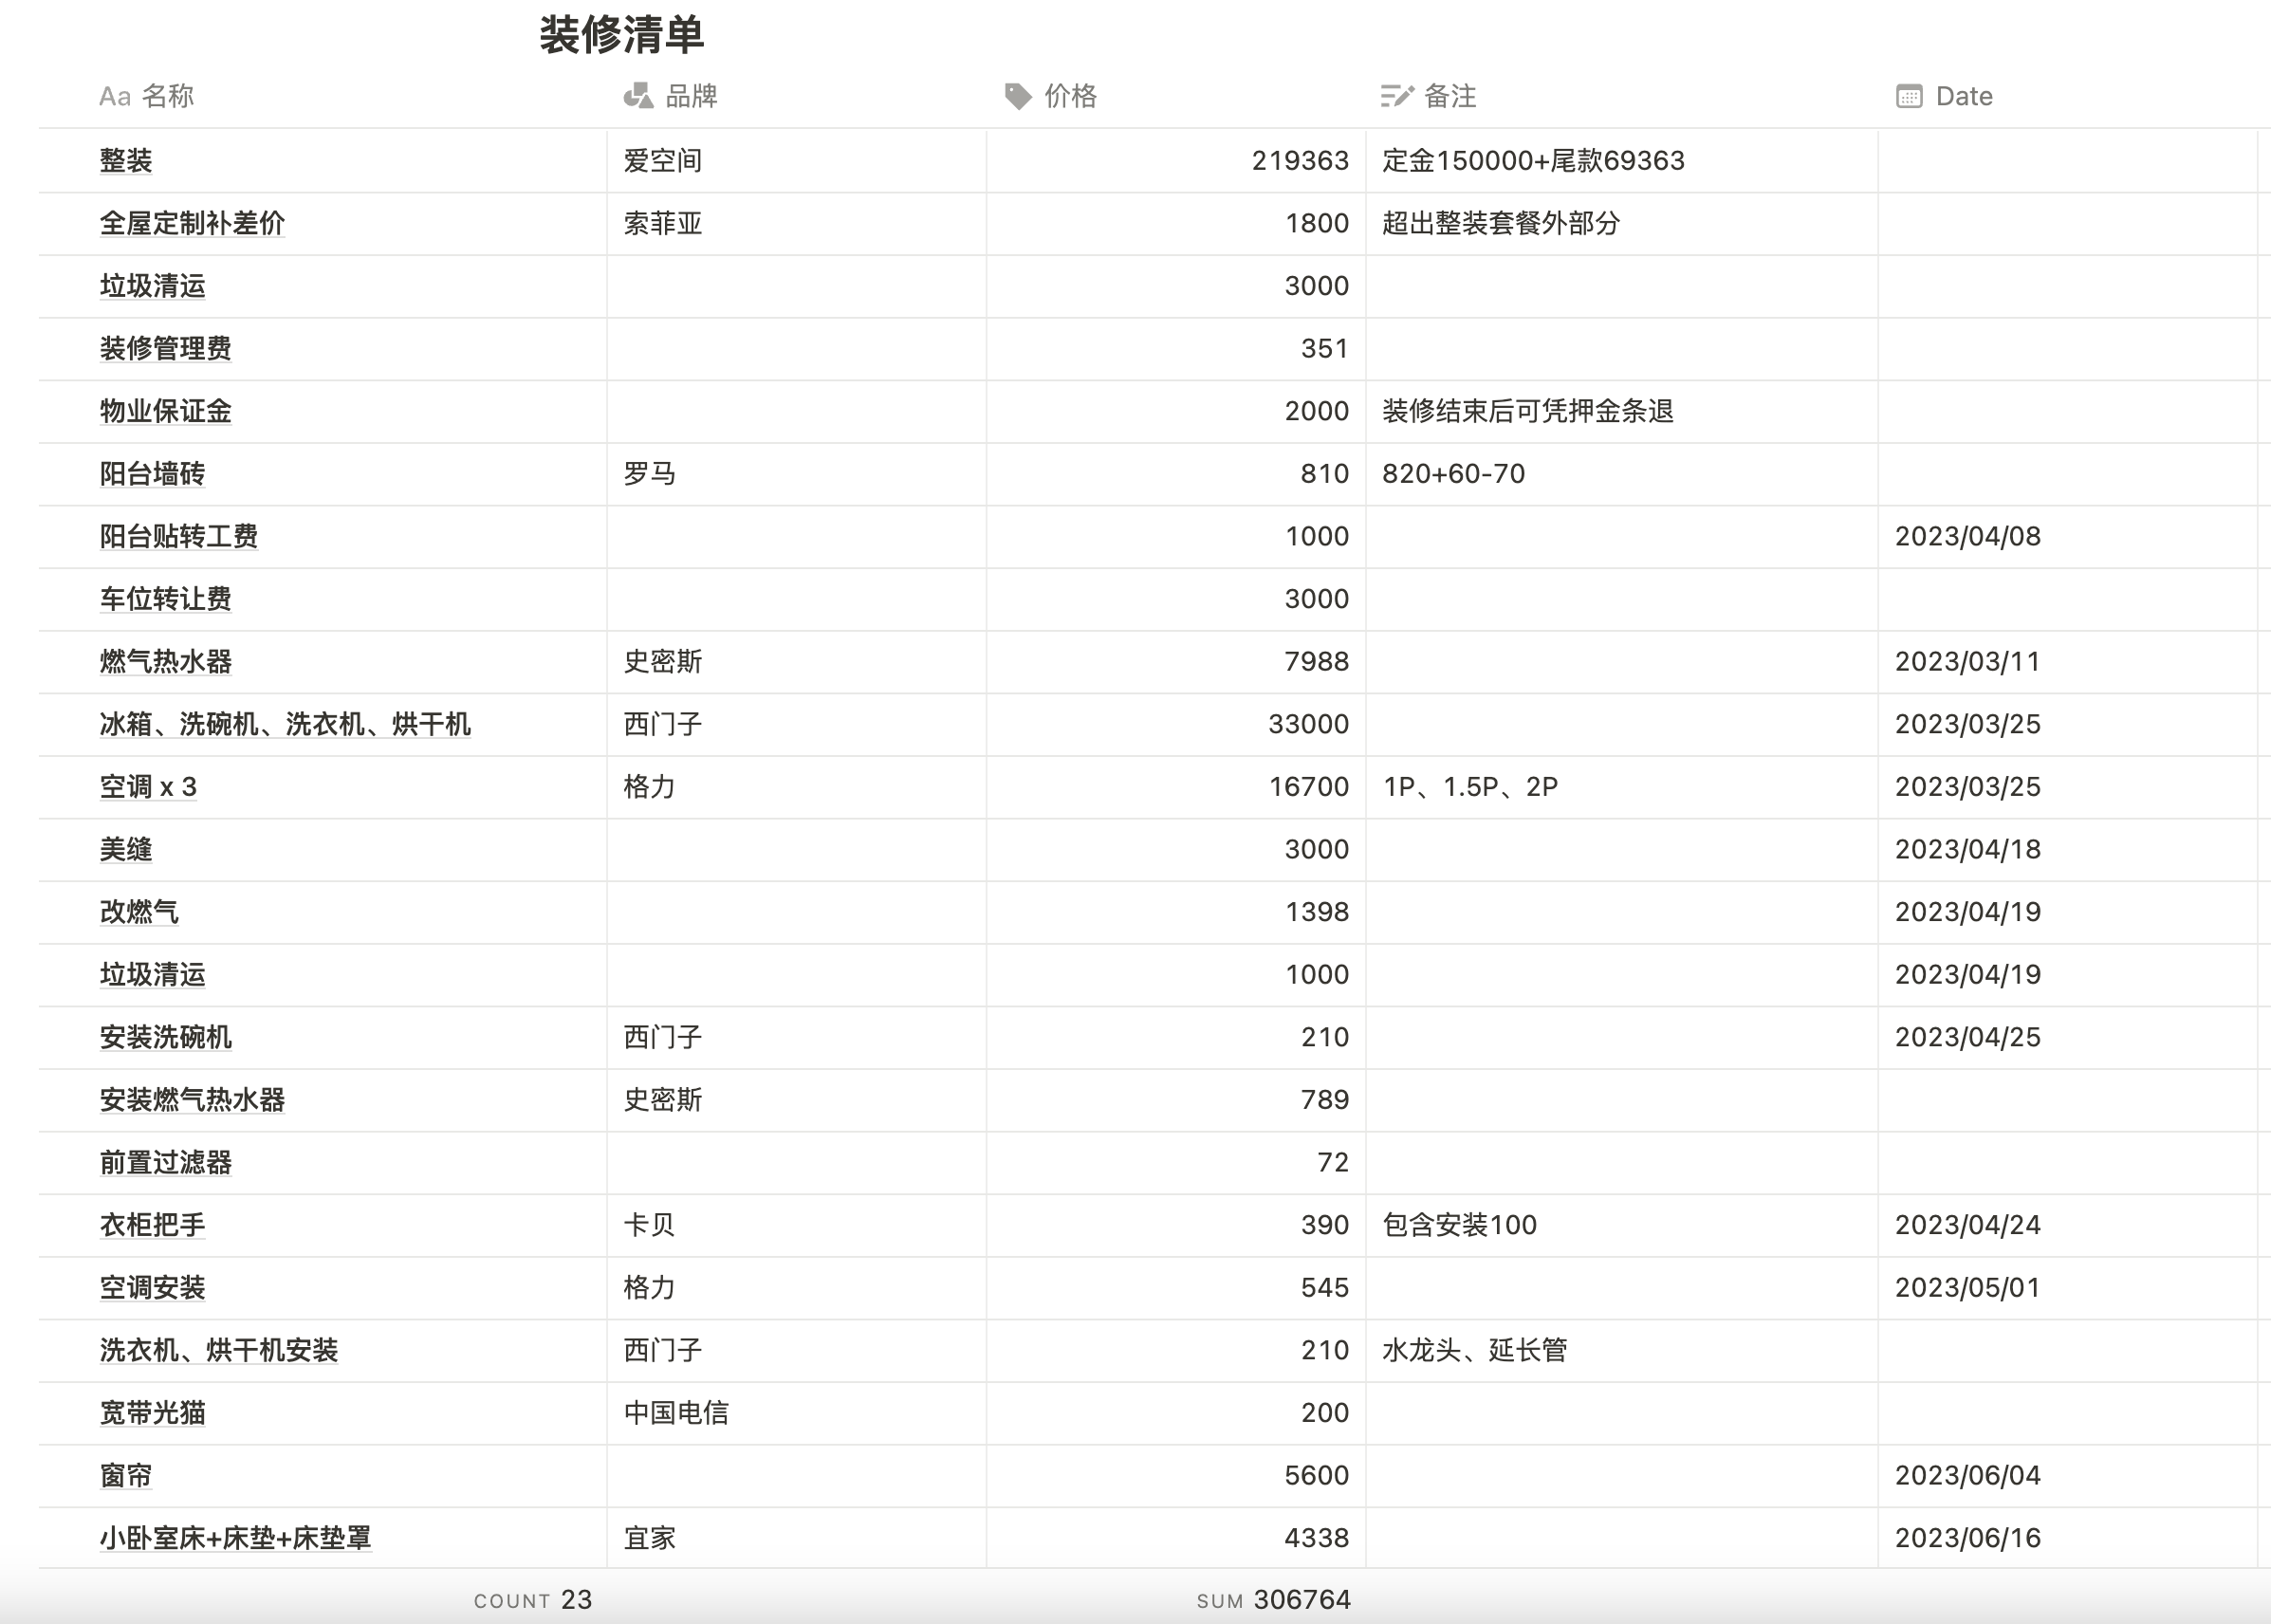 装修清单
Aa 名称 品牌 价格 备注 Date
整装 爱空间 219363 定金150000+尾款69363
全屋定制补差价 索菲亚 1800 超出整装套餐外部分
垃圾清运 3000
装修管理费 351
物业保证金 2000 装修结束后可凭押金条退
阳台墙砖 罗马 810 820+60-70
阳台贴转工费 1000 2023/04/08
车位转让费 3000
燃气热水器 史密斯 7988 2023/03/11
冰箱、洗碗机、洗衣机、烘干机 西门子 33000 2023/03/25
空调 x 3 格力 16700 1P、1.5P、2P 2023/03/25
美缝 3000 2023/04/18
改燃气 1398 2023/04/19
垃圾清运 1000 2023/04/19
安装洗碗机 西门子 210 2023/04/25
安装燃气热水器 史密斯 789
前置过滤器 72
衣柜把手 卡贝 390 包含安装100 2023/04/24
空调安装 格力 545 2023/05/01
洗衣机、烘干机安装 西门子 210 水龙头、延长管
宽带光猫 中国电信 200
窗帘 5600 2023/06/04
小卧室床+床垫+床垫罩 宜家 4338 2023/06/16
COUNT 23 SUM 306764